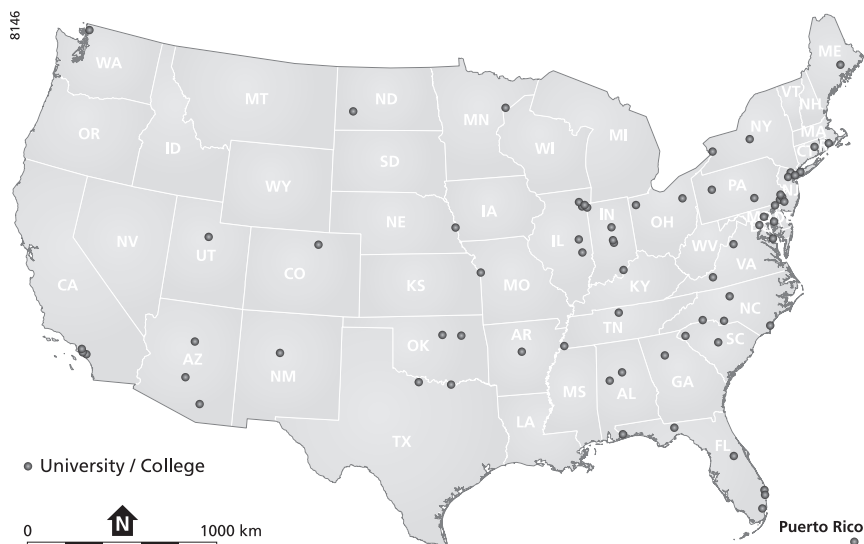 8146
WA
OR
CA
NV
ID
MT
WY
UT
AZ
CO
NM
ND
SD
NE
KS
OK
TX
MN
IA
MO
AR
LA
WI
IL
MI
IN
OH
KY
TN
MS
AL
GA
FL
SC
NC
VA
WV
PA
NY
VT
NH
MA
ME
NJ
University / College
N
0 1000 km
Puerto Rico